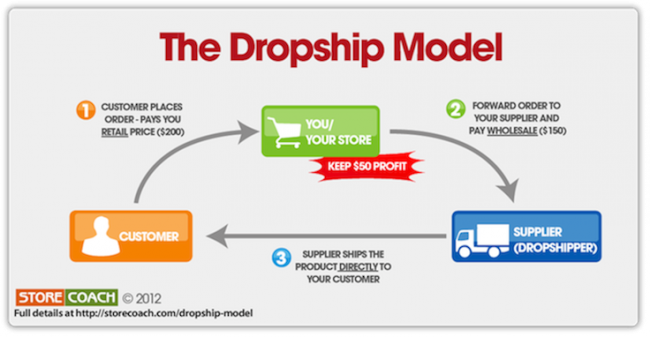 The Dropship Model
1
CUSTOMER PLACES
ORDER - PAYS YOU
RETAIL PRICE ($200)
YOU/
YOUR STORE
KEEP $50 PROFIT
2
FORWARD ORDER TO
YOUR SUPPLIER AND
PAY WHOLESALE ($150)
CUSTOMER
SUPPLIER
(DROPSHIPPER)
3
SUPPLIER SHIPS THE
PRODUCT DIRECTLY TO
YOUR CUSTOMER
STORE COACH © 2012
Full details at http://storecoach.com/dropship-model